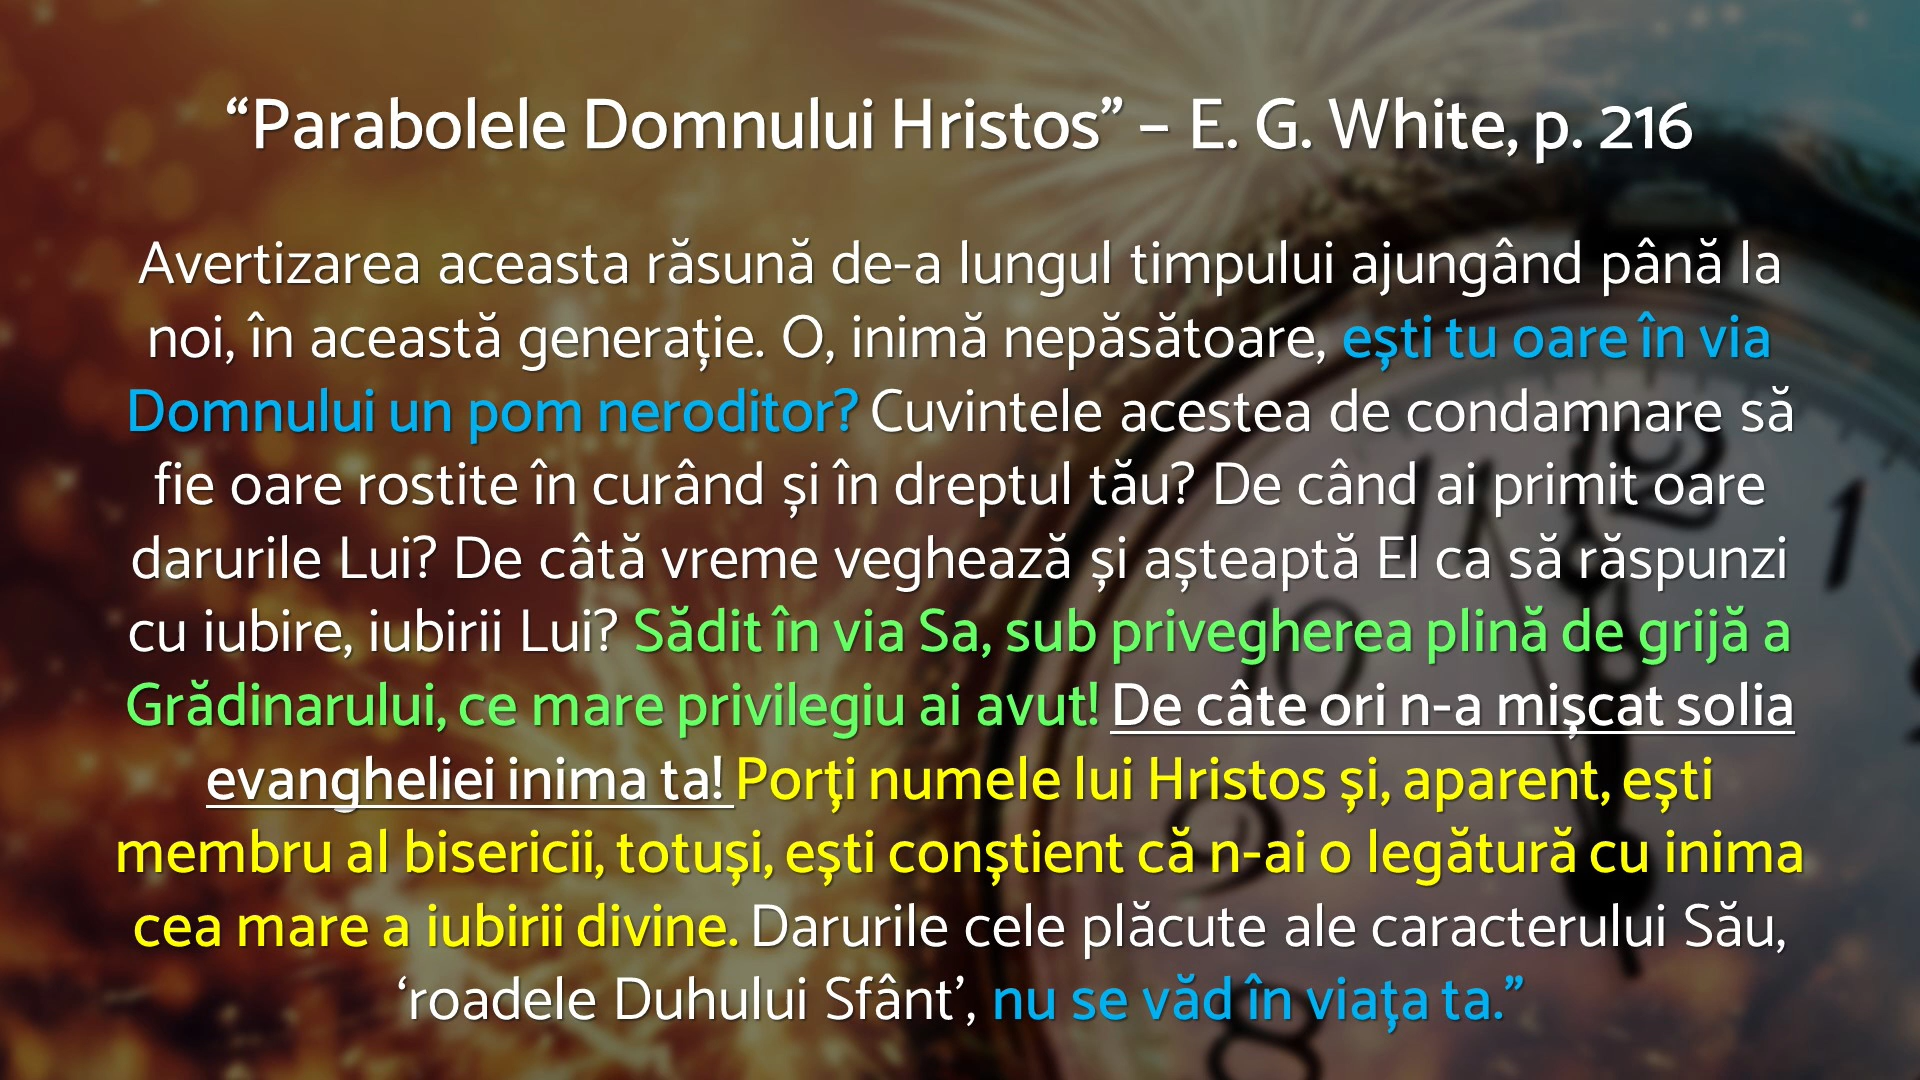 “Parabolele Domnului Hristos” – E. G. White, p. 216
Avertizarea aceasta răsună de-a lungul timpului ajungând până la
noi, în această generație. O, inimă nepăsătoare, ești tu oare în via
Domnului un pom neroditor? Cuvintele acestea de condamnare să
fie oare rostite în curând și în dreptul tău? De când ai primit oare
darurile Lui? De câtă vreme veghează și așteaptă El ca să răspunzi
cu iubire, iubirii Lui? Sădit în via Sa, sub privegherea plină de grijă a
Grădinarului, ce mare privilegiu ai avut! De câte ori n-a mișcat solia
evangheliei inima ta! Porți numele lui Hristos și, aparent, ești
membru al bisericii, totuși, ești conștient că n-ai o legătură cu inima
cea mare a iubirii divine. Darurile cele plăcute ale caracterului Său,
‘roadele Duhului Sfânt’, nu se văd în viața ta.”
12
11
1
10
9
8